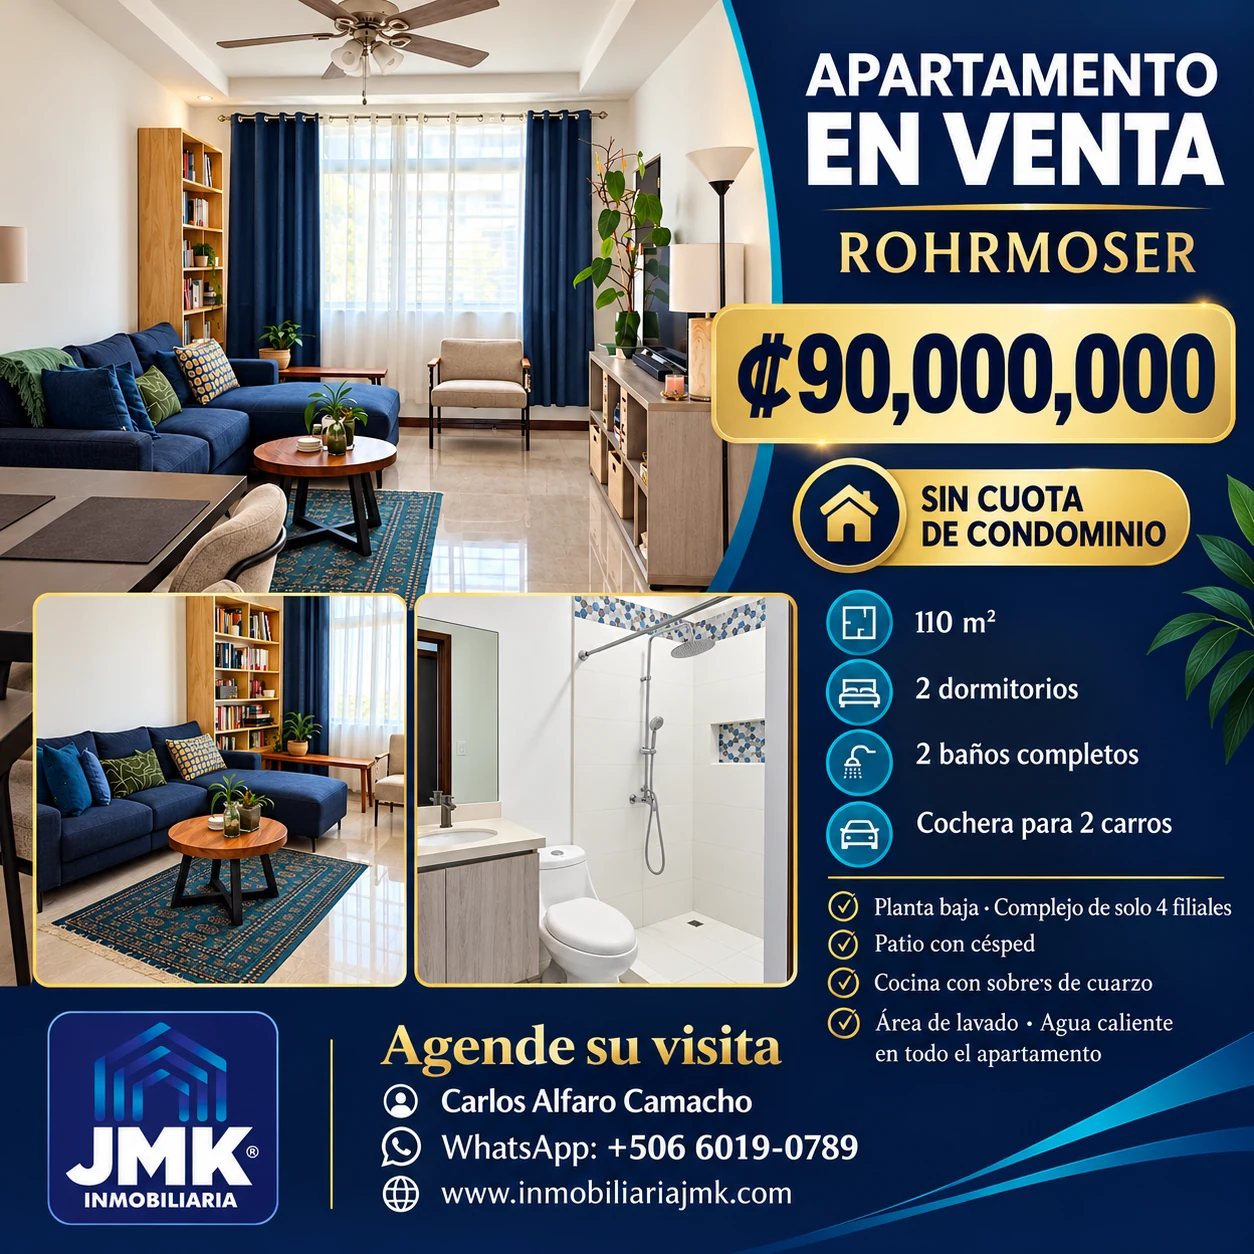 APARTAMENTO
EN VENTA
ROHRMOSER
₡90,000,000
SIN CUOTA
DE CONDOMINIO
110 m²
2 dormitorios
2 baños completos
Cochera para 2 carros
Planta baja · Complejo de solo 4 filiales
Patio con césped
Cocina con sobres de cuarzo
Área de lavado · Agua caliente
en todo el apartamento
Agende su visita
Carlos Alfaro Camacho
WhatsApp: +506 6019-0789
www.inmobiliariajmk.com
JMK®
INMOBILIARIA